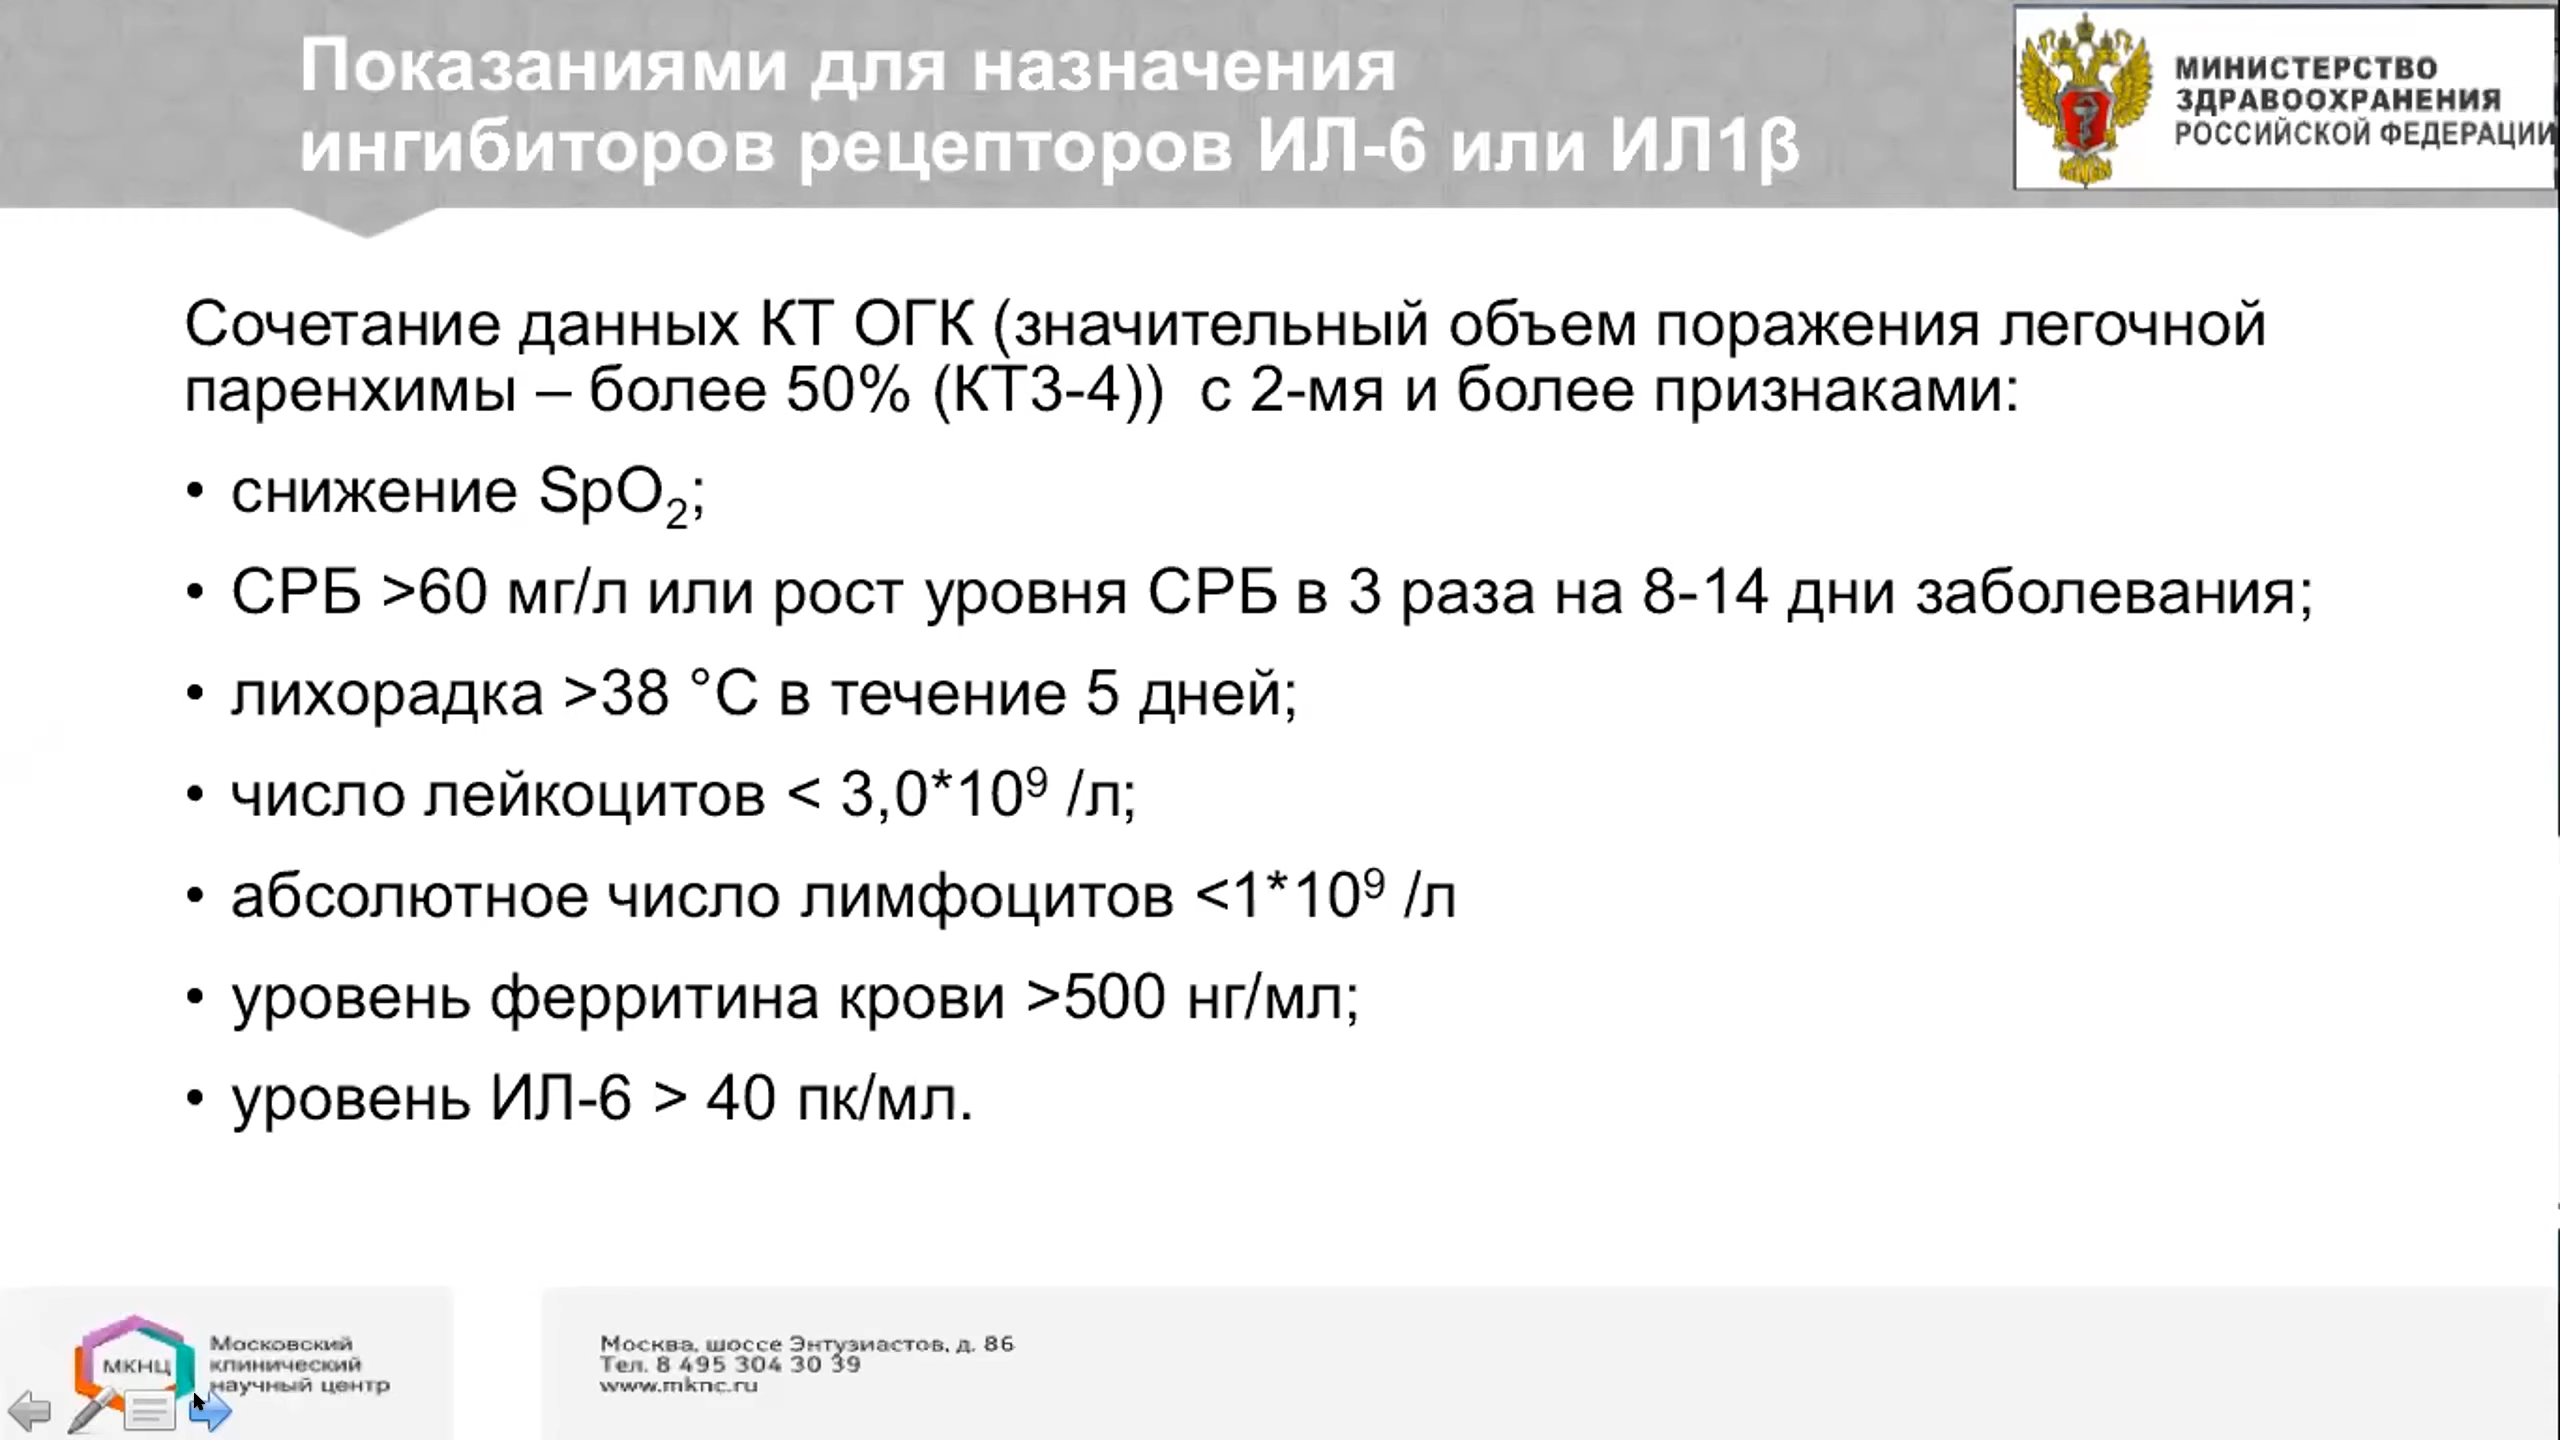 Показаниями для назначения
ингибиторов рецепторов ИЛ-6 или ИЛ1β
МИНИСТЕРСТВО
ЗДРАВООХРАНЕНИЯ
РОССИЙСКОЙ ФЕДЕРАЦИИ
Сочетание данных КТ ОГК (значительный объем поражения легочной
паренхимы – более 50% (КТ3-4)) с 2-мя и более признаками:
• снижение SpO₂;
• СРБ >60 мг/л или рост уровня СРБ в 3 раза на 8-14 дни заболевания;
• лихорадка >38 °C в течение 5 дней;
• число лейкоцитов < 3,0*10⁹ /л;
• абсолютное число лимфоцитов <1*10⁹ /л
• уровень ферритина крови >500 нг/мл;
• уровень ИЛ-6 > 40 пк/мл.
МКНЦ
Московский
клинический
научный центр
Москва, шоссе Энтузиастов, д. 86
Тел. 8 495 304 30 39
www.mknc.ru